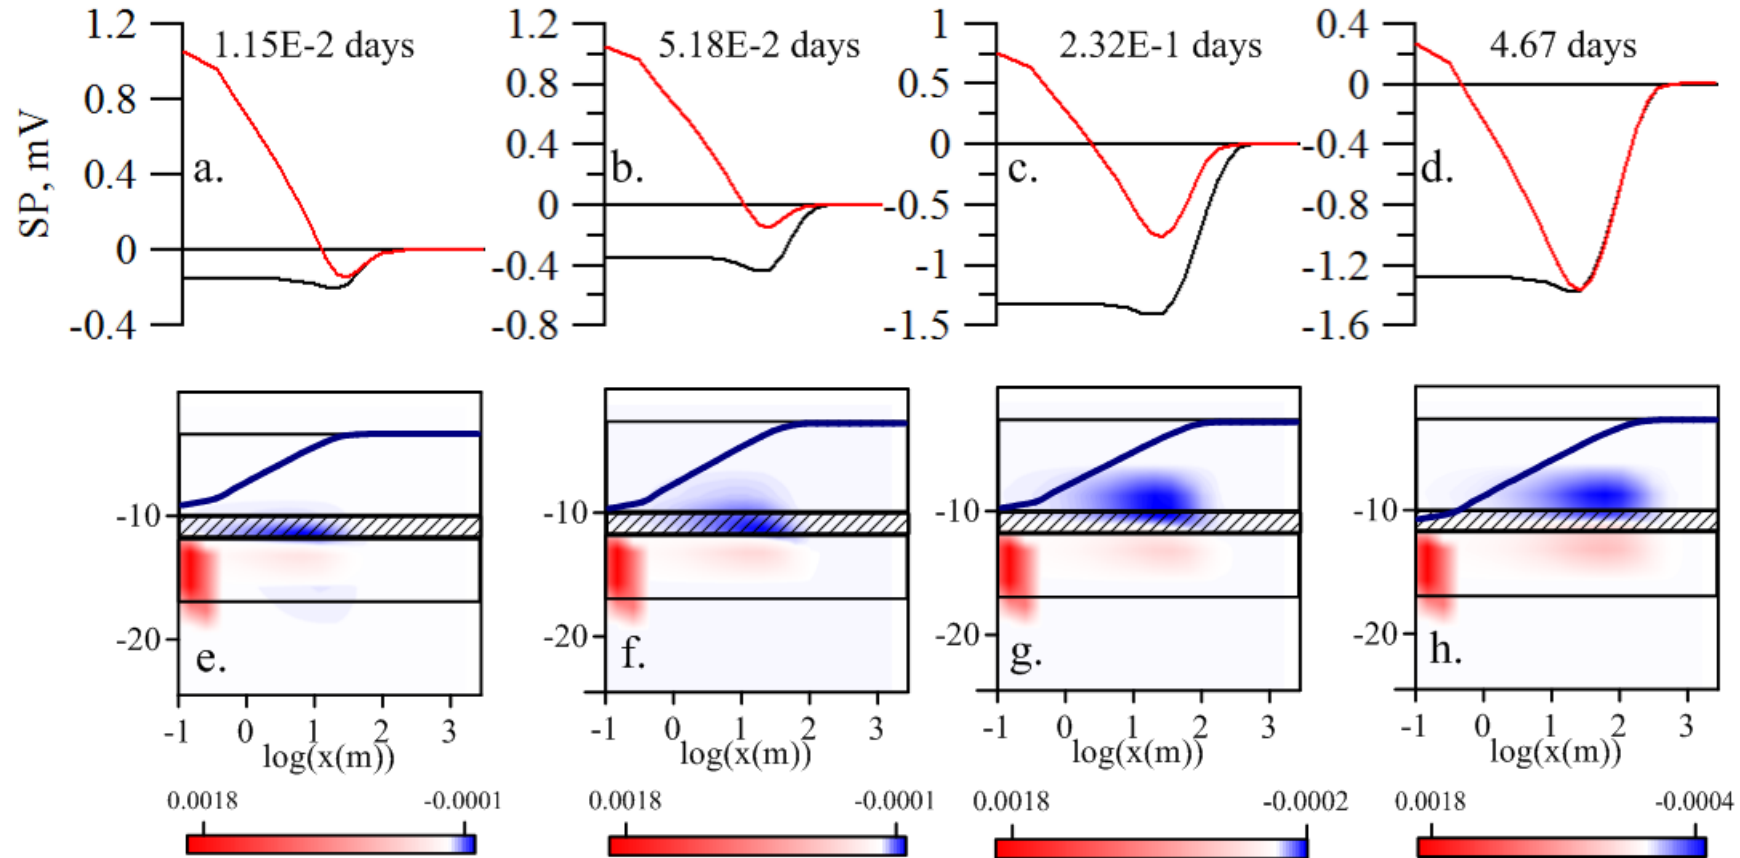 SP, mV
1.2
0.8
0.4
0
-0.4
1.15E-2 days
a.
1.2
0.8
0.4
0
-0.4
-0.8
5.18E-2 days
b.
1
0.5
0
-0.5
-1
-1.5
2.32E-1 days
c.
0.4
0
-0.4
-0.8
-1.2
-1.6
4.67 days
d.
-10
-20
e.
-1 0 1 2 3
log(x(m))
-10
-20
f.
-1 0 1 2 3
log(x(m))
-10
-20
g.
-1 0 1 2 3
log(x(m))
-10
-20
h.
-1 0 1 2 3
log(x(m))
0.0018 -0.0001
0.0018 -0.0001
0.0018 -0.0002
0.0018 -0.0004